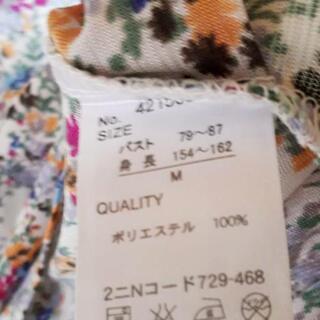 No.
SIZE
バスト 79~87
身長 154~162
M
QUALITY
ポリエステル 100%
2ニNコード729-468